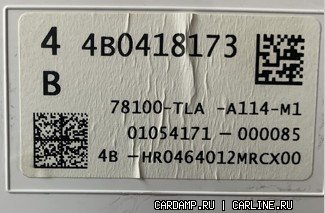 4 4B0418173
B
78100-TLA -A114-M1
01054171 -000085
4B -HR0464012MRCX00
CARDAMP.RU | CARLINE.RU